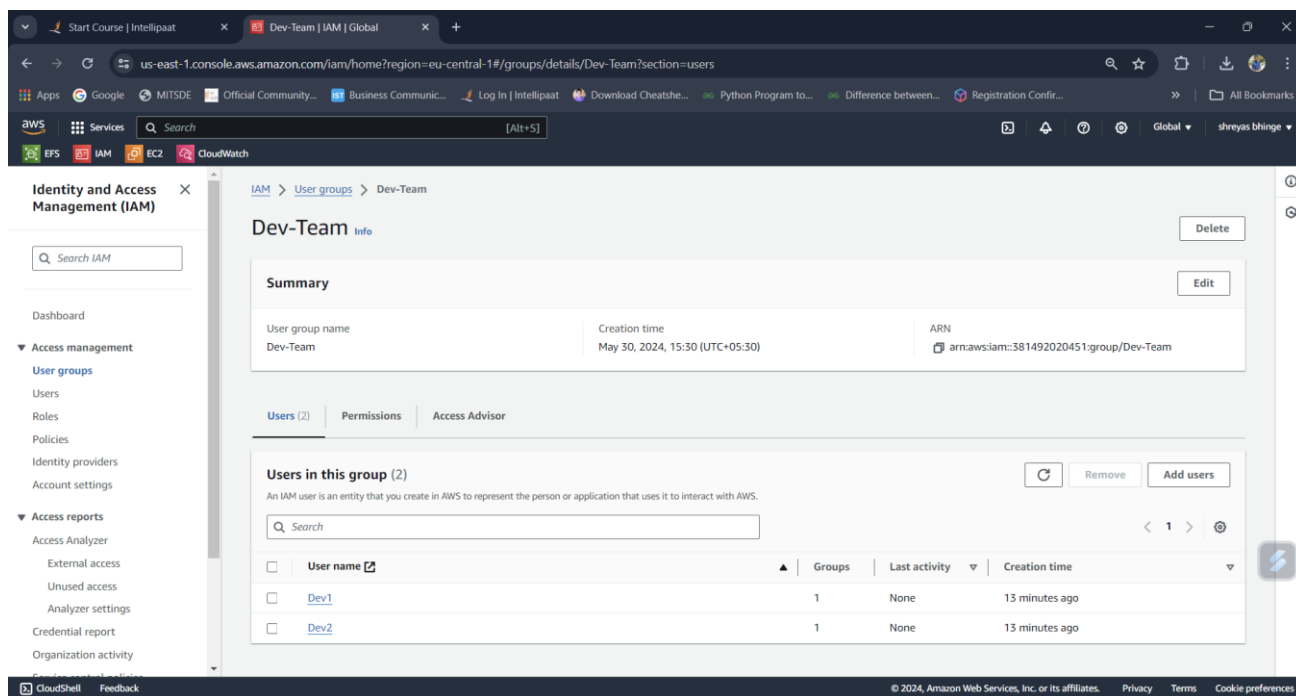 Start Course | Intellipaat
Dev-Team | IAM | Global
us-east-1.console.aws.amazon.com/iam/home?region=eu-central-1#/groups/details/Dev-Team?section=users
Apps Google MITSDE Official Community... IST Business Communic... Log In | Intellipaat Download Cheatshe... Python Program to... Difference between... Registration Confir... » All Bookmarks
aws Services Search [Alt+S] Global shreyas bhinge
EFS IAM EC2 CloudWatch
Identity and Access
Management (IAM)
Search IAM
Dashboard
Access management
User groups
Users
Roles
Policies
Identity providers
Account settings
Access reports
Access Analyzer
External access
Unused access
Analyzer settings
Credential report
Organization activity
Service control policies
IAM > User groups > Dev-Team
Dev-Team Info
Delete
Summary
Edit
User group name
Dev-Team
Creation time
May 30, 2024, 15:30 (UTC+05:30)
ARN
arn:aws:iam::381492020451:group/Dev-Team
Users (2) Permissions Access Advisor
Users in this group (2)
Remove Add users
An IAM user is an entity that you create in AWS to represent the person or application that uses it to interact with AWS.
Search
< 1 >
User name Groups Last activity Creation time
Dev1 1 None 13 minutes ago
Dev2 1 None 13 minutes ago
CloudShell Feedback © 2024, Amazon Web Services, Inc. or its affiliates. Privacy Terms Cookie preferences